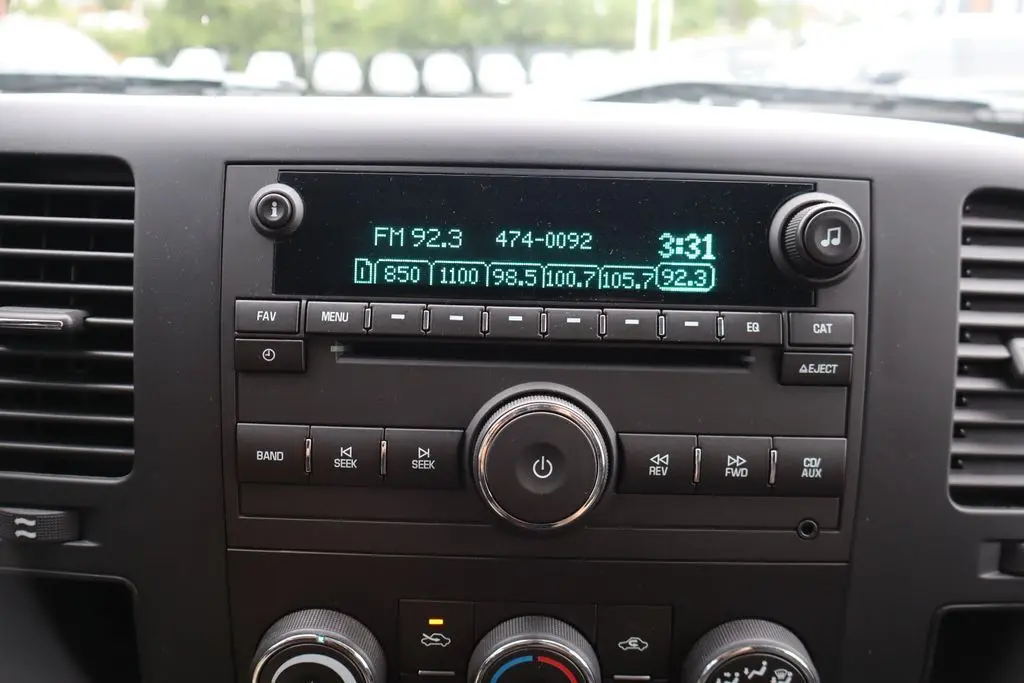 FM 92.3 474-0092 3:31
1 850 1100 98.5 100.7 105.7 92.3
FAV MENU EQ CAT
EJECT
BAND SEEK SEEK REV FWD CD/
AUX